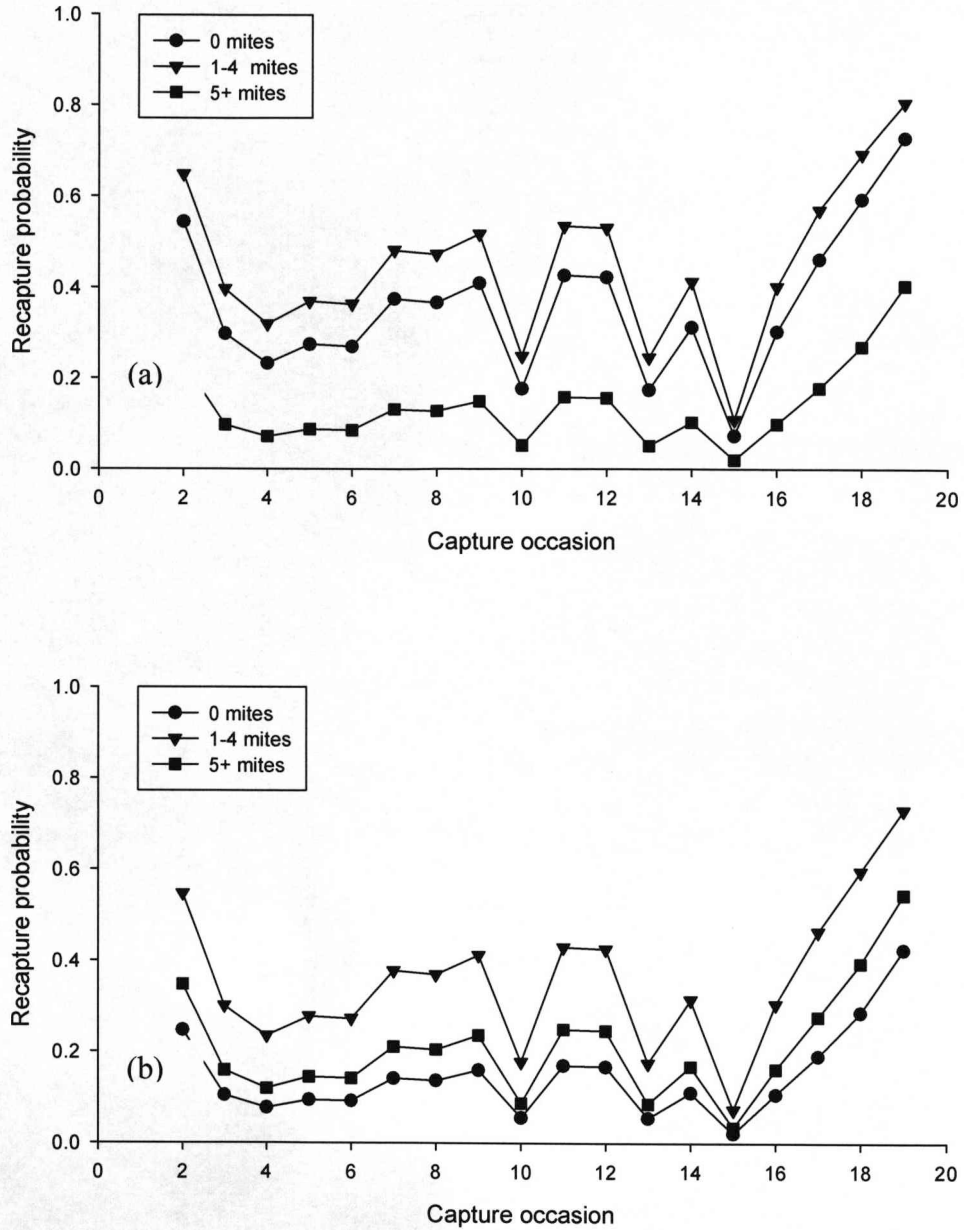 1.0
0 mites
1-4 mites
5+ mites
0.8
0.6
0.4
0.2
0.0
Recapture probability
(a)
0 2 4 6 8 10 12 14 16 18 20
Capture occasion
1.0
0 mites
1-4 mites
5+ mites
0.8
0.6
0.4
0.2
0.0
Recapture probability
(b)
0 2 4 6 8 10 12 14 16 18 20
Capture occasion